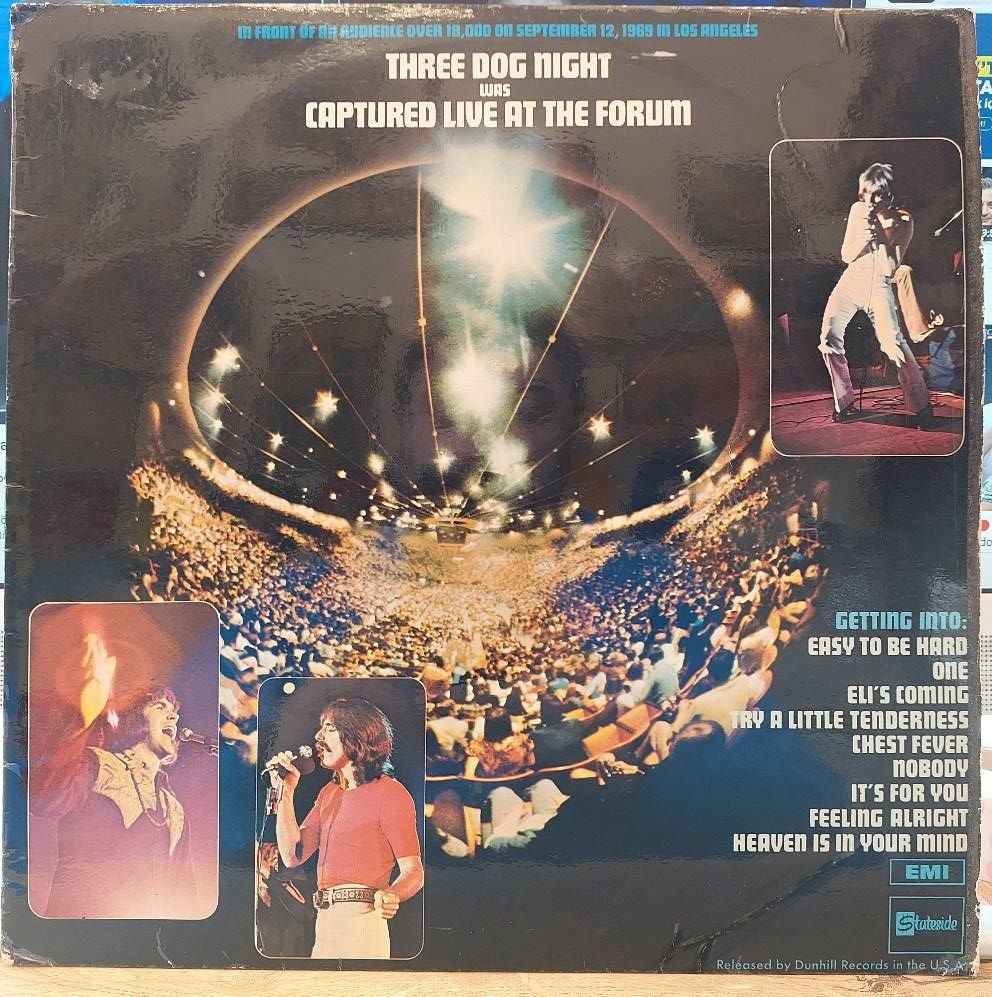 IN FRONT OF AN AUDIENCE OVER 18,000 ON SEPTEMBER 12, 1969 IN LOS ANGELES
THREE DOG NIGHT
WAS
CAPTURED LIVE AT THE FORUM
GETTING INTO:
EASY TO BE HARD
ONE
ELI'S COMING
TRY A LITTLE TENDERNESS
CHEST FEVER
NOBODY
IT'S FOR YOU
FEELING ALRIGHT
HEAVEN IS IN YOUR MIND
EMI
Stateside
Released by Dunhill Records in the U.S.A.